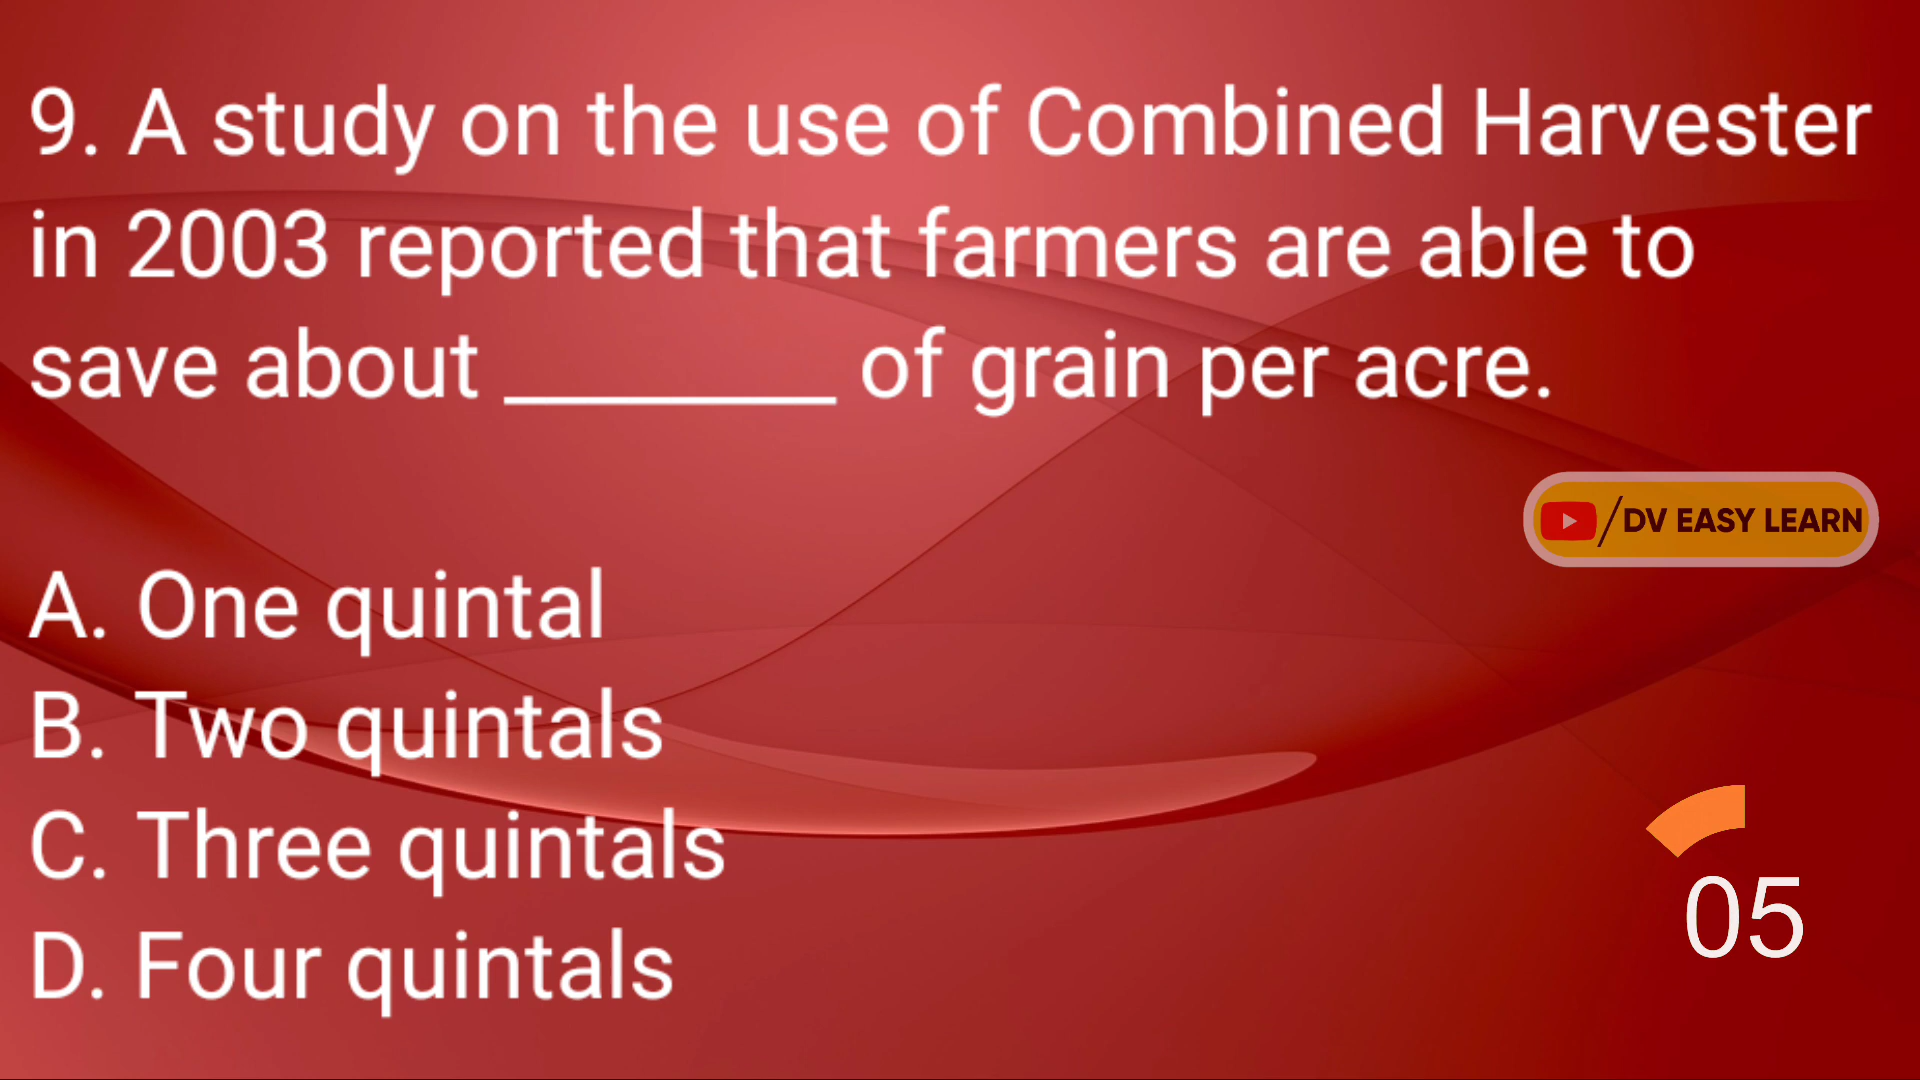 9. A study on the use of Combined Harvester
in 2003 reported that farmers are able to
save about ________ of grain per acre.
/DV EASY LEARN
A. One quintal
B. Two quintals
C. Three quintals
D. Four quintals
05